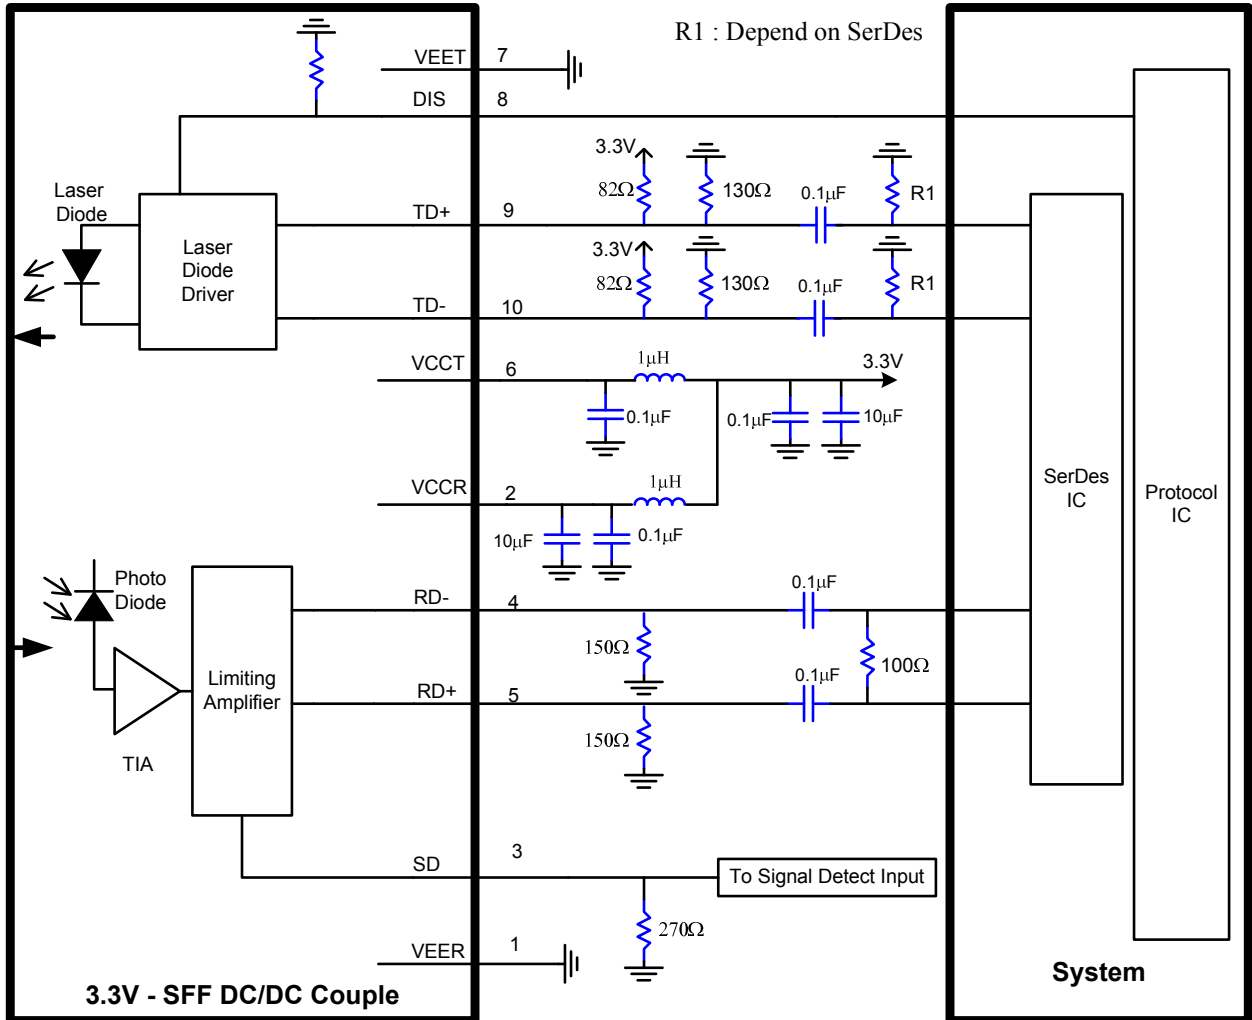 R1 : Depend on SerDes
VEET 7
DIS 8
3.3V
82Ω
130Ω
0.1μF
R1
Laser
Diode
TD+ 9
Laser
Diode
Driver
3.3V
82Ω
130Ω
0.1μF
R1
TD- 10
VCCT 6
1μH
3.3V
0.1μF
0.1μF
10μF
VCCR 2
1μH
10μF
0.1μF
SerDes
IC
Protocol
IC
Photo
Diode
RD- 4
0.1μF
150Ω
100Ω
Limiting
Amplifier
RD+ 5
0.1μF
150Ω
TIA
SD 3
To Signal Detect Input
270Ω
VEER 1
3.3V - SFF DC/DC Couple
System